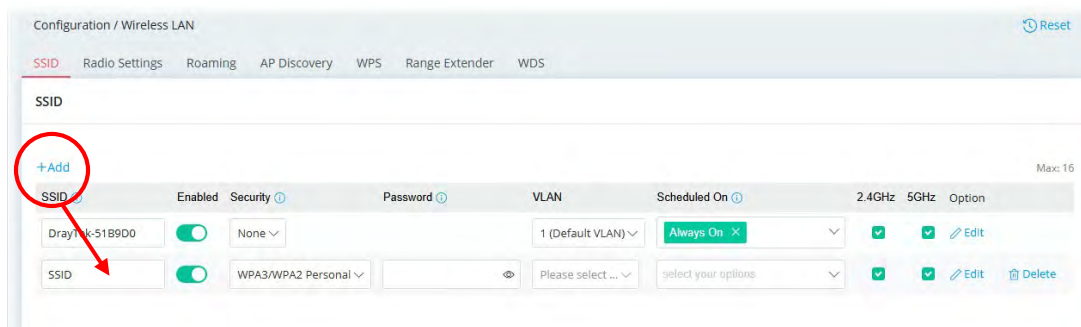 Configuration / Wireless LAN Reset
SSID Radio Settings Roaming AP Discovery WPS Range Extender WDS
SSID
+Add Max: 16
SSID Enabled Security Password VLAN Scheduled On 2.4GHz 5GHz Option
DrayTek-51B9D0 None 1 (Default VLAN) Always On × Edit
SSID WPA3/WPA2 Personal Please select ... select your options Edit Delete